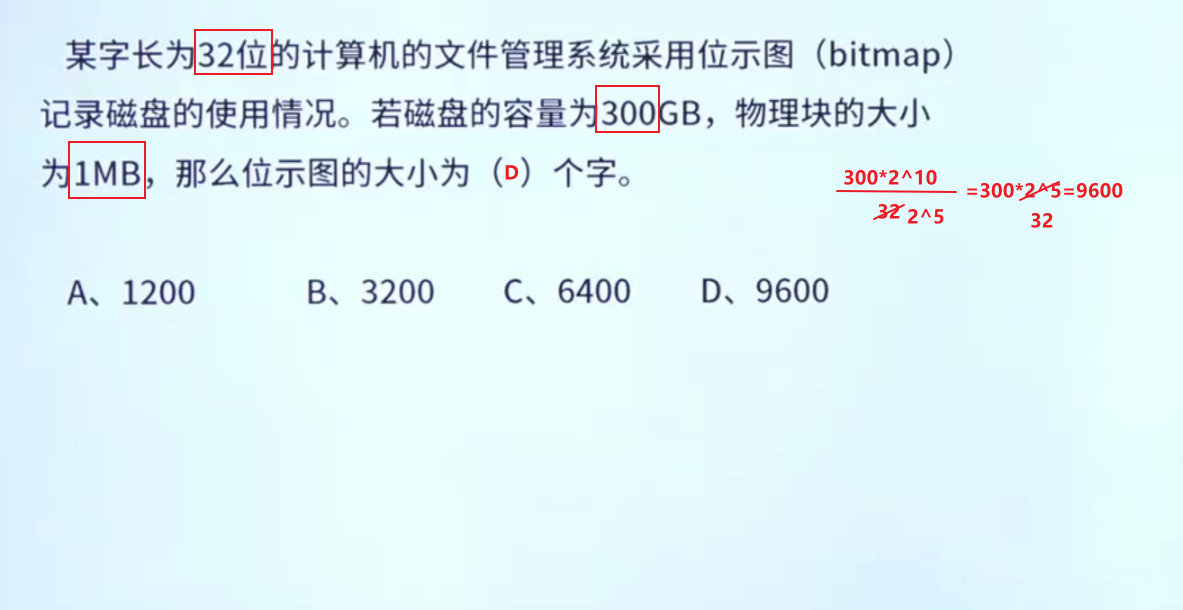 某字长为32位的计算机的文件管理系统采用位示图（bitmap）
记录磁盘的使用情况。若磁盘的容量为300GB，物理块的大小
为1MB，那么位示图的大小为（D）个字。
300*2^10
=300*2^5=9600
32 2^5
32
A、1200 B、3200 C、6400 D、9600